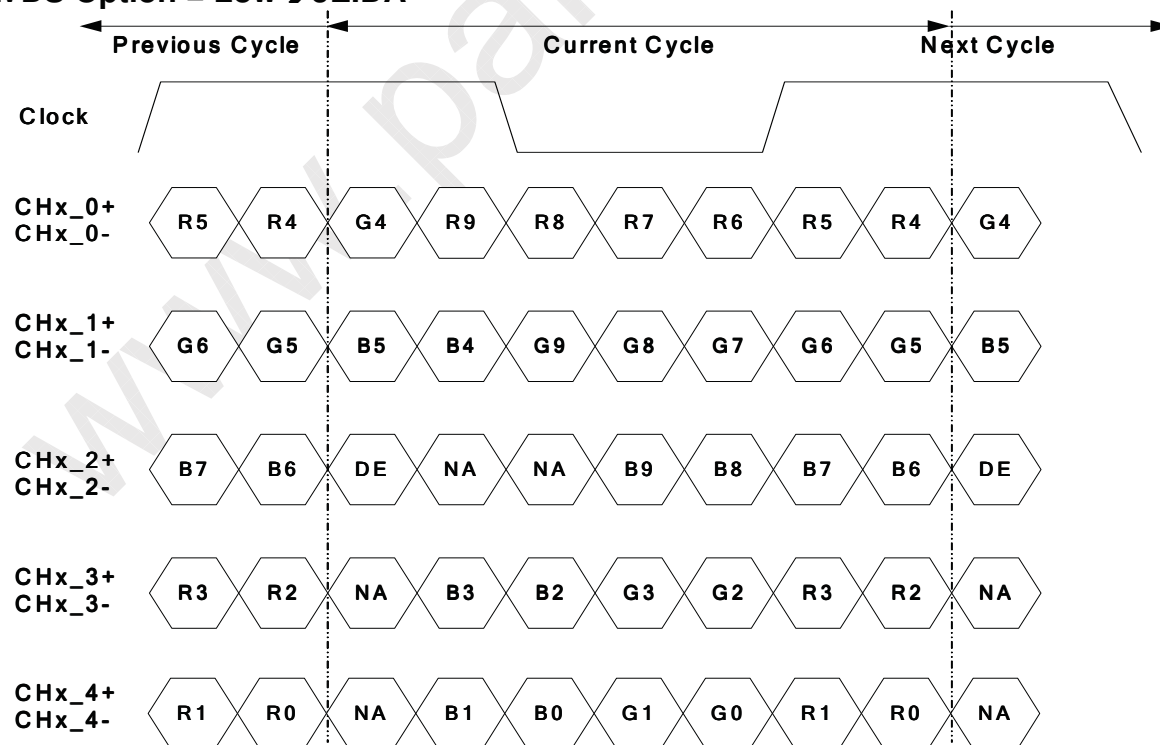 Previous Cycle Current Cycle Next Cycle
Clock
CHx_0+ R5 R4 G4 R9 R8 R7 R6 R5 R4 G4
CHx_0-
CHx_1+ G6 G5 B5 B4 G9 G8 G7 G6 G5 B5
CHx_1-
CHx_2+ B7 B6 DE NA NA B9 B8 B7 B6 DE
CHx_2-
CHx_3+ R3 R2 NA B3 B2 G3 G2 R3 R2 NA
CHx_3-
CHx_4+ R1 R0 NA B1 B0 G1 G0 R1 R0 NA
CHx_4-
www.pa